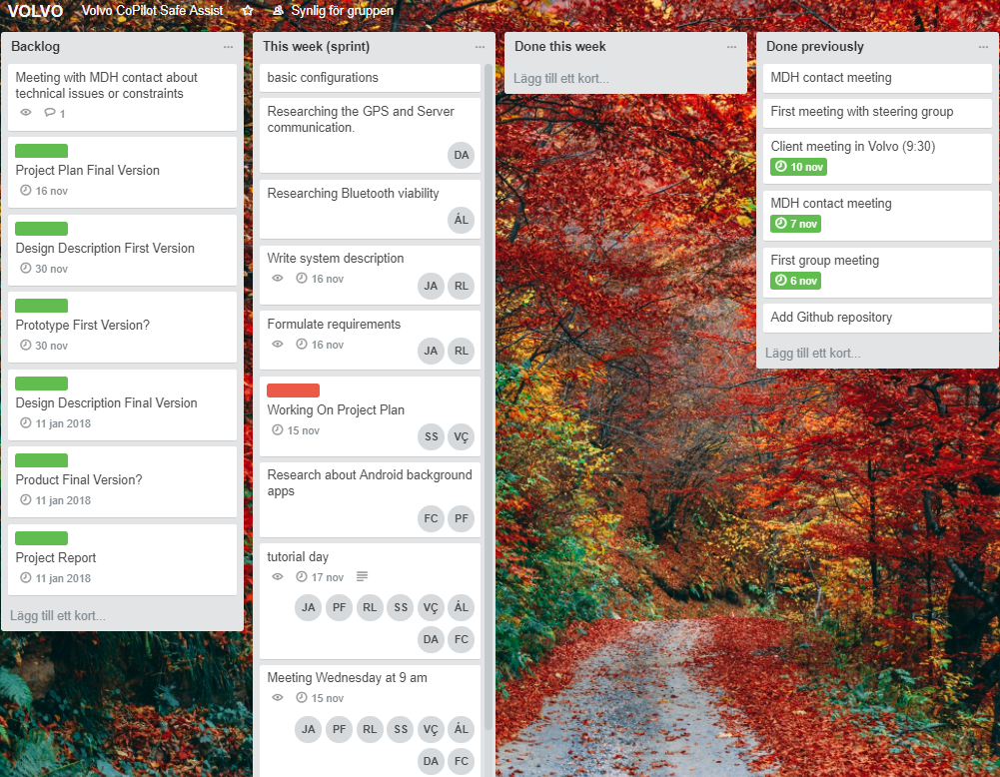 VOLVO Volvo CoPilot Safe Assist Synlig för gruppen
Backlog
Meeting with MDH contact about
technical issues or constraints
1
Project Plan Final Version
16 nov
Design Description First Version
30 nov
Prototype First Version?
30 nov
Design Description Final Version
11 jan 2018
Product Final Version?
11 jan 2018
Project Report
11 jan 2018
Lägg till ett kort...
This week (sprint)
basic configurations
Researching the GPS and Server
communication.
DA
Researching Bluetooth viability
ÁL
Write system description
16 nov
JA RL
Formulate requirements
16 nov
JA RL
Working On Project Plan
15 nov
SS VÇ
Research about Android background
apps
FC PF
tutorial day
17 nov
JA PF RL SS VÇ ÁL
DA FC
Meeting Wednesday at 9 am
15 nov
JA PF RL SS VÇ ÁL
DA FC
Done this week
Lägg till ett kort...
Done previously
MDH contact meeting
First meeting with steering group
Client meeting in Volvo (9:30)
10 nov
MDH contact meeting
7 nov
First group meeting
6 nov
Add Github repository
Lägg till ett kort...